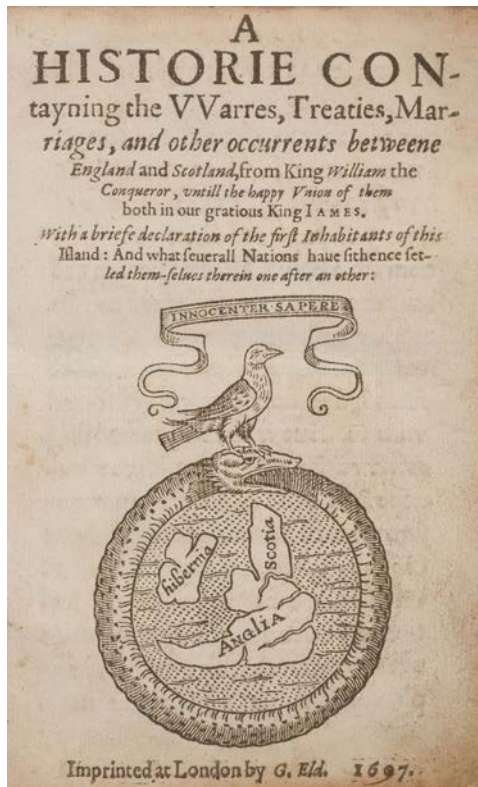 A
HISTORIE CON-
tayning the VVarres, Treaties, Mar-
riages, and other occurrents betweene
England and Scotland, from King William the
Conqueror, vntill the happy Vnion of them
both in our gratious King IAMES.
With a briefe declaration of the first Inhabitants of this
Iſland: And what ſeuerall Nations haue ſithence ſet-
led them-ſelues therein one after an other:
INNOCENTER SAPERE
hibernia
Scotia
Anglia
Imprinted at London by G. Eld. 1607.